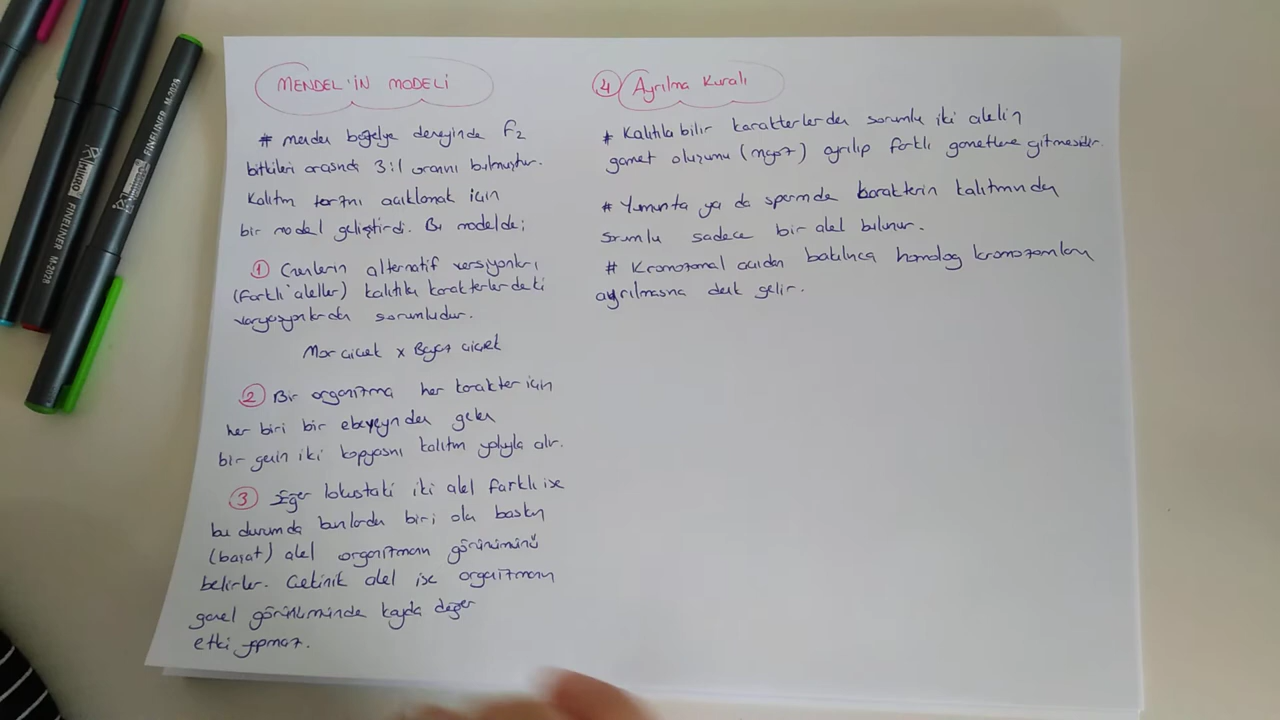 MENDEL'İN MODELİ
# mendel bezelye deneyinde F2
bitkileri arasında 3:1 oranını bulmuştur.
Kalıtım tarzını açıklamak için
bir model geliştirdi. Bu modelde;
1 Genlerin alternatif versiyonları
(farklı aleller) kalıtılan karakterlerdeki
varyasyonlardan sorumludur.
Mor çiçek x Beyaz çiçek
2 Bir organizma her karakter için
her biri bir ebeveynden gelen
bir genin iki kopyasını kalıtım yoluyla alır.
3 Eğer lokustaki iki alel farklı ise
bu durumda bunlardan biri olan baskın
(başat) alel organizmanın görünümünü
belirler. Çekinik alel ise organizmanın
genel görünümünde kayda değer
etki yapmaz.
4 Ayrılma Kuralı
# Kalıtılabilir karakterlerden sorumlu iki alelin
gamet oluşumu (mayoz) ayrılıp farklı gametlere gitmesidir.
# Yumurta ya da spermde karakterin kalıtımından
sorumlu sadece bir alel bulunur.
# Kromozomal açıdan bakılınca homolog kromozomların
ayrılmasına denk gelir.
FINELINER M-2028
FINELINER M-2028